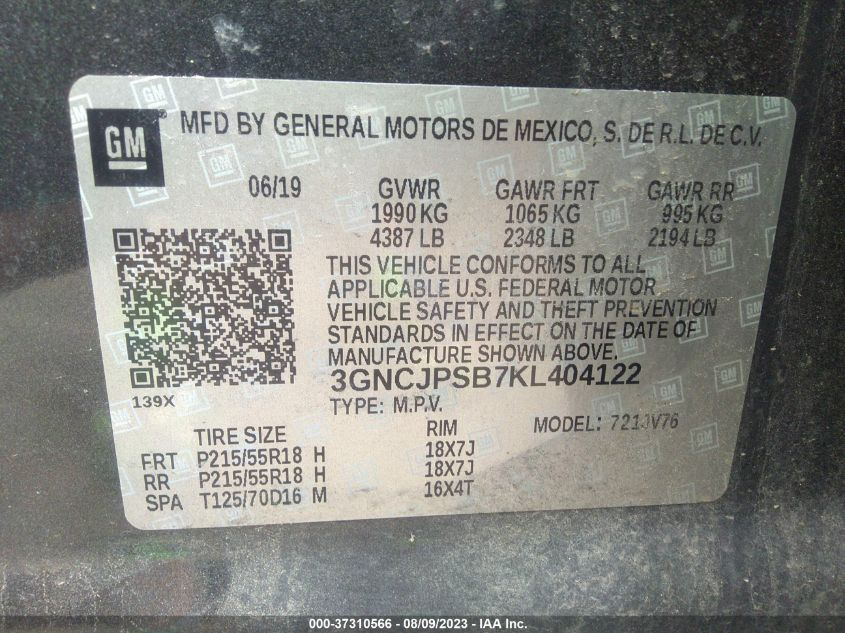 GM
MFD BY GENERAL MOTORS DE MEXICO, S. DE R.L. DE C.V.
06/19 GVWR GAWR FRT GAWR RR
1990 KG 1065 KG 995 KG
4387 LB 2348 LB 2194 LB
THIS VEHICLE CONFORMS TO ALL
APPLICABLE U.S. FEDERAL MOTOR
VEHICLE SAFETY AND THEFT PREVENTION
STANDARDS IN EFFECT ON THE DATE OF
MANUFACTURE SHOWN ABOVE.
3GNCJPSB7KL404122
139X
TYPE: M.P.V. MODEL: 721JV76
TIRE SIZE RIM
FRT P215/55R18 H 18X7J
RR P215/55R18 H 18X7J
SPA T125/70D16 M 16X4T
000-37310566 - 08/09/2023 - IAA Inc.